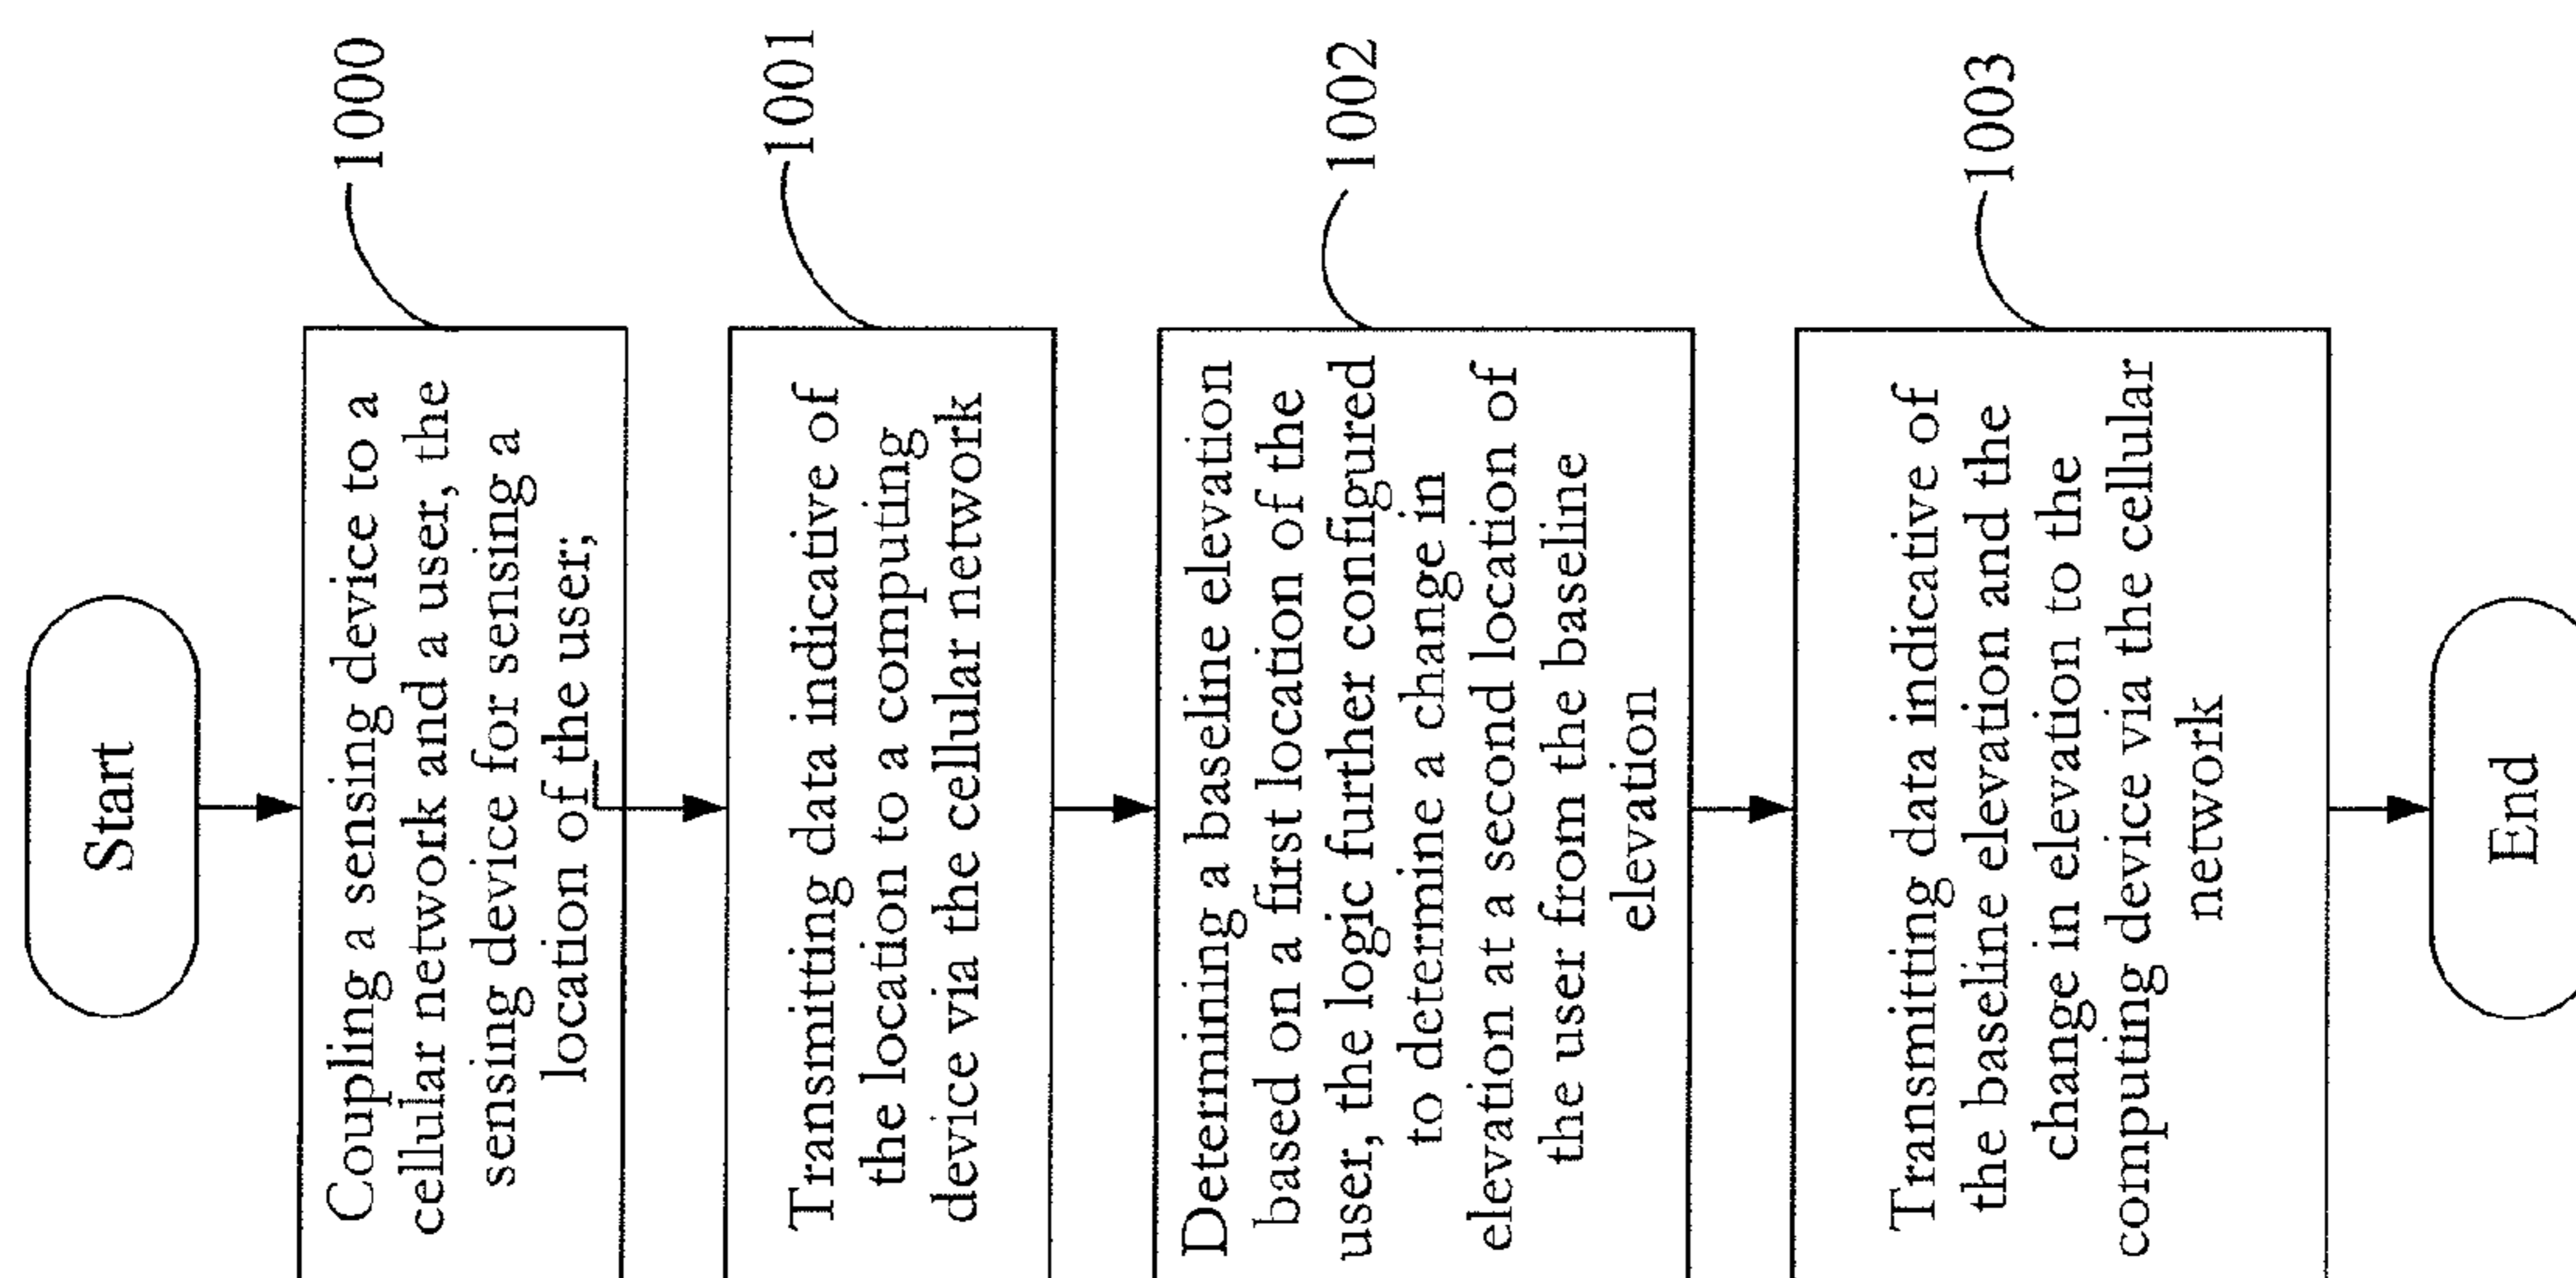 Start
Coupling a sensing device to a
cellular network and a user, the
sensing device for sensing a
location of the user;
1000
Transmitting data indicative of
the location to a computing
device via the cellular network
1001
Determining a baseline elevation
based on a first location of the
user, the logic further configured
to determine a change in
elevation at a second location of
the user from the baseline
elevation
1002
Transmitting data indicative of
the baseline elevation and the
change in elevation to the
computing device via the cellular
network
1003
End